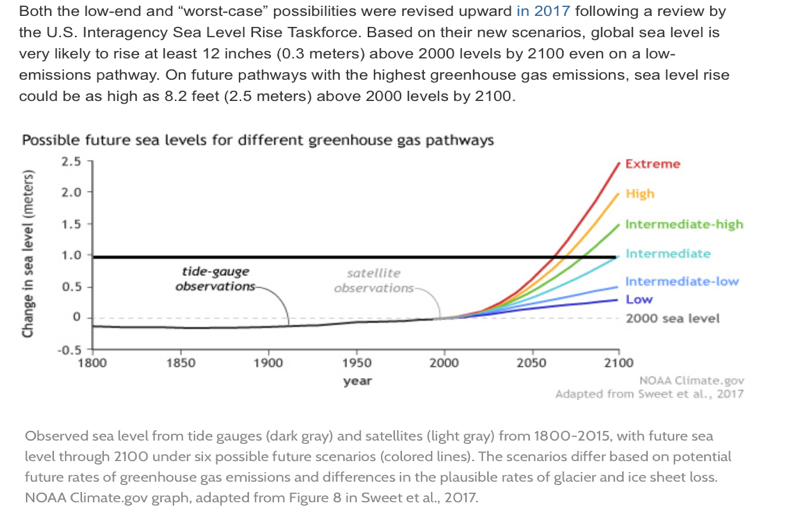 Both the low-end and “worst-case” possibilities were revised upward in 2017 following a review by
the U.S. Interagency Sea Level Rise Taskforce. Based on their new scenarios, global sea level is
very likely to rise at least 12 inches (0.3 meters) above 2000 levels by 2100 even on a low-
emissions pathway. On future pathways with the highest greenhouse gas emissions, sea level rise
could be as high as 8.2 feet (2.5 meters) above 2000 levels by 2100.
Possible future sea levels for different greenhouse gas pathways
Change in sea level (meters)
2.5
2.0
1.5
1.0
0.5
0
-0.5
tide-gauge
observations
satellite
observations
Extreme
High
Intermediate-high
Intermediate
Intermediate-low
Low
2000 sea level
1800
1850
1900
1950
2000
2050
2100
year
NOAA Climate.gov
Adapted from Sweet et al., 2017
Observed sea level from tide gauges (dark gray) and satellites (light gray) from 1800-2015, with future sea
level through 2100 under six possible future scenarios (colored lines). The scenarios differ based on potential
future rates of greenhouse gas emissions and differences in the plausible rates of glacier and ice sheet loss.
NOAA Climate.gov graph, adapted from Figure 8 in Sweet et al., 2017.